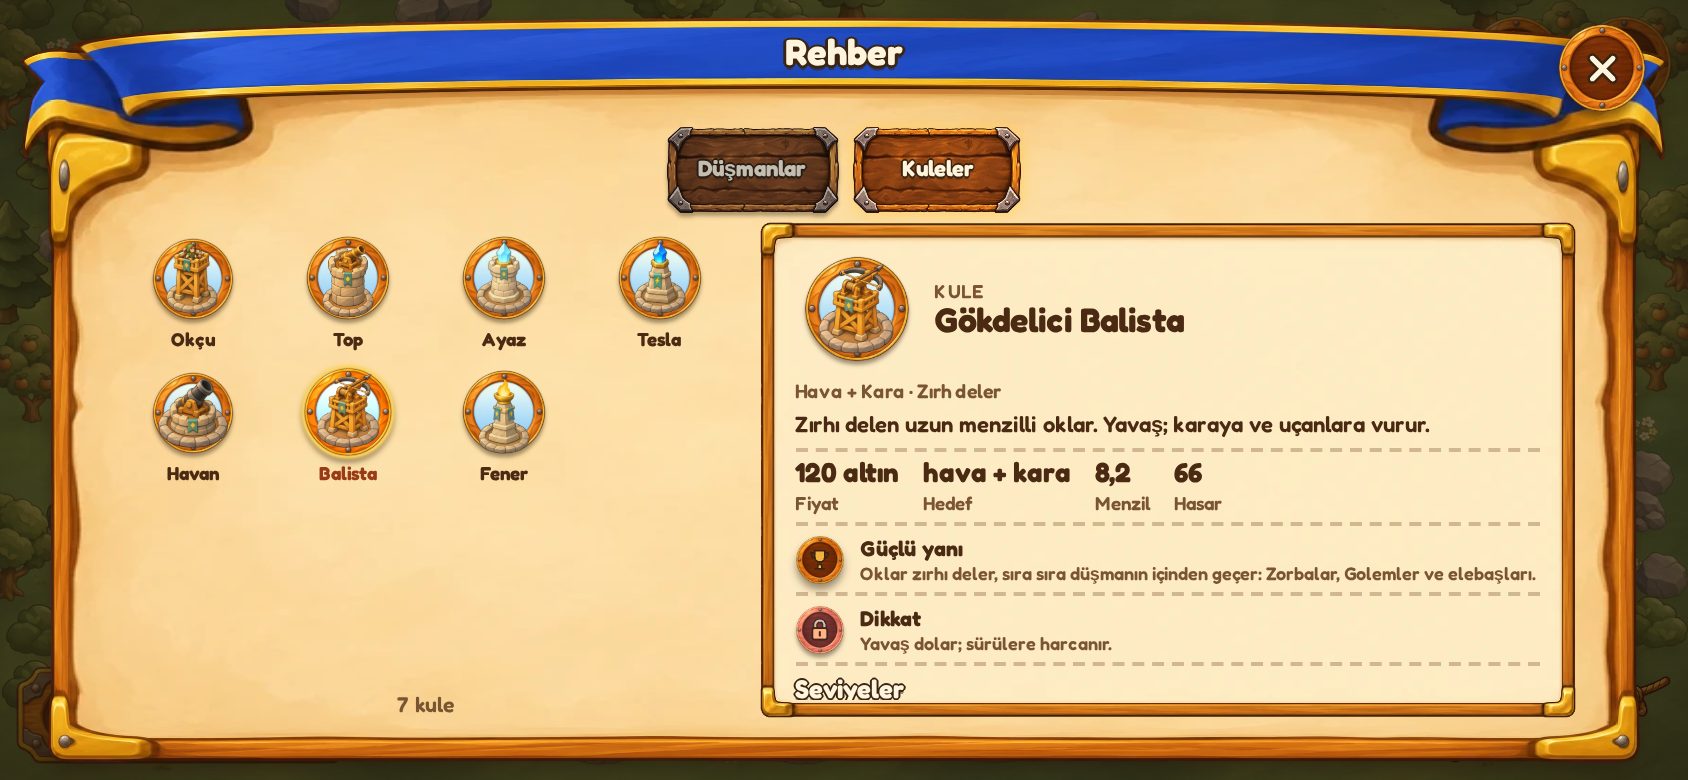 Rehber
Düşmanlar
Kuleler
Okçu
Top
Ayaz
Tesla
Havan
Balista
Fener
7 kule
KULE
Gökdelici Balista
Hava + Kara · Zırh deler
Zırhı delen uzun menzilli oklar. Yavaş; karaya ve uçanlara vurur.
120 altın hava + kara 8,2 66
Fiyat Hedef Menzil Hasar
Güçlü yanı
Oklar zırhı deler, sıra sıra düşmanın içinden geçer: Zorbalar, Golemler ve elebaşları.
Dikkat
Yavaş dolar; sürülere harcanır.
Seviyeler